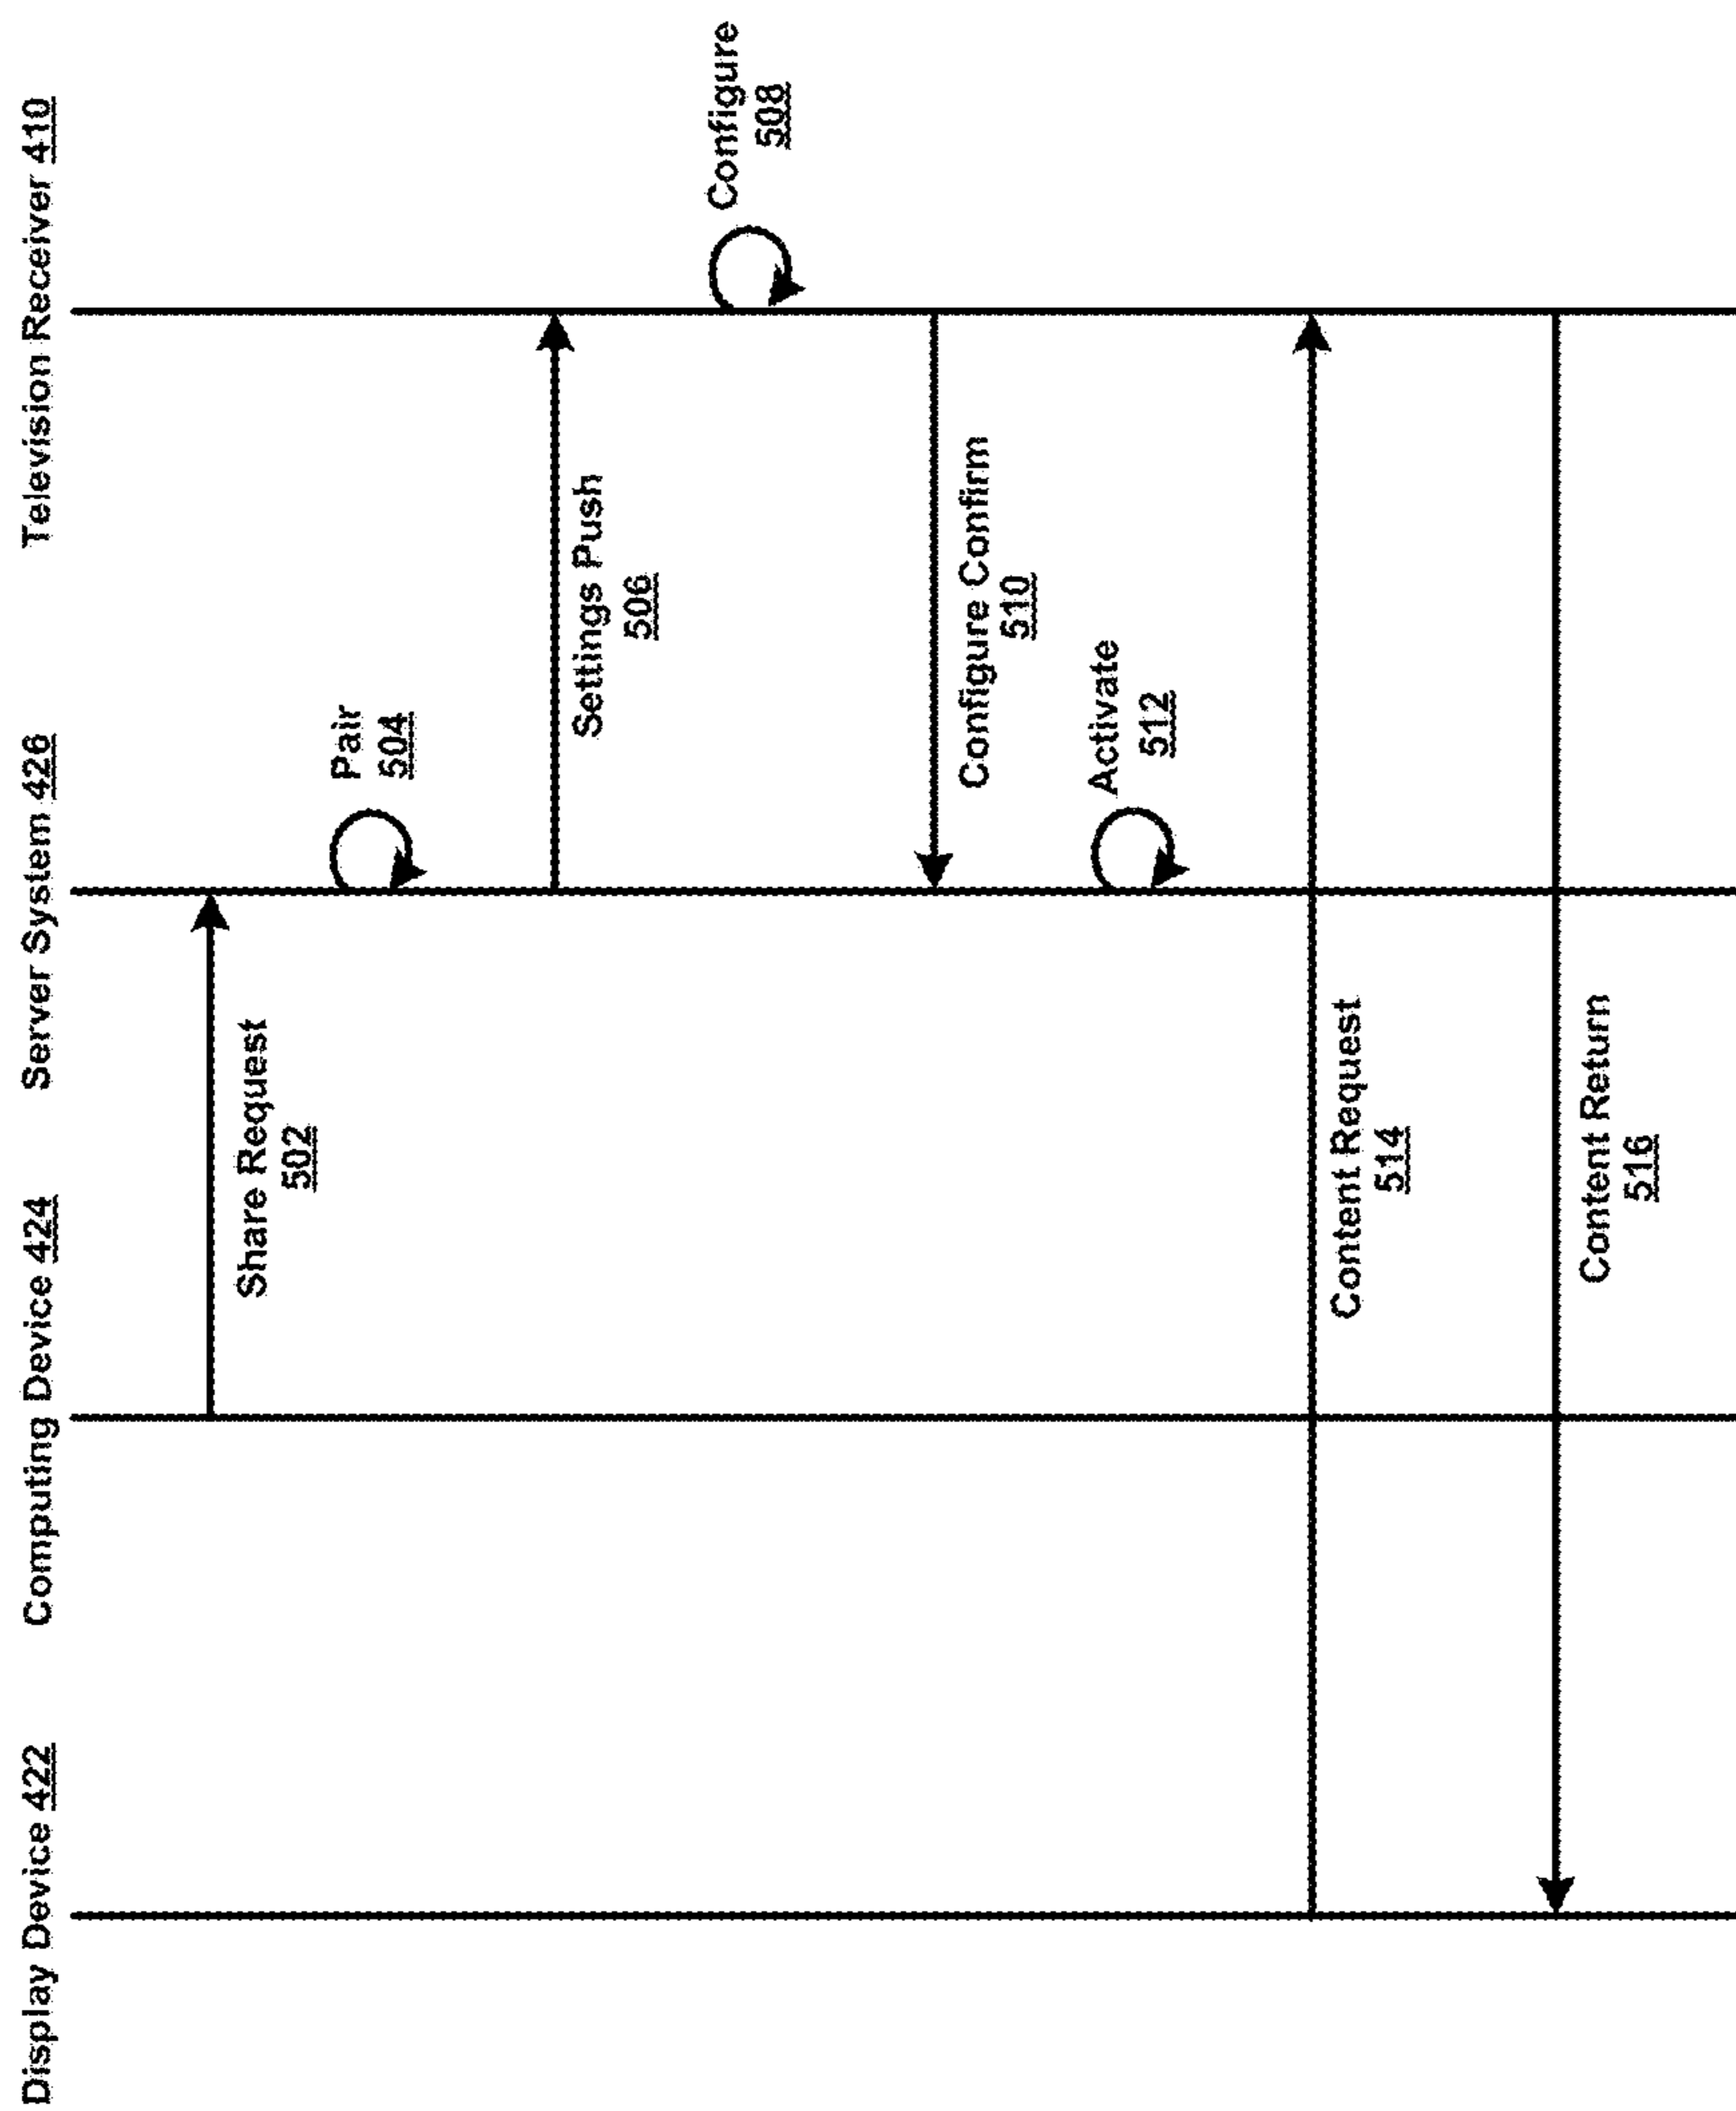 Display Device 422
Computing Device 424
Server System 426
Television Receiver 410
Share Request
502
Pair
504
Settings Push
506
Configure
508
Configure Confirm
510
Activate
512
Content Request
514
Content Return
516